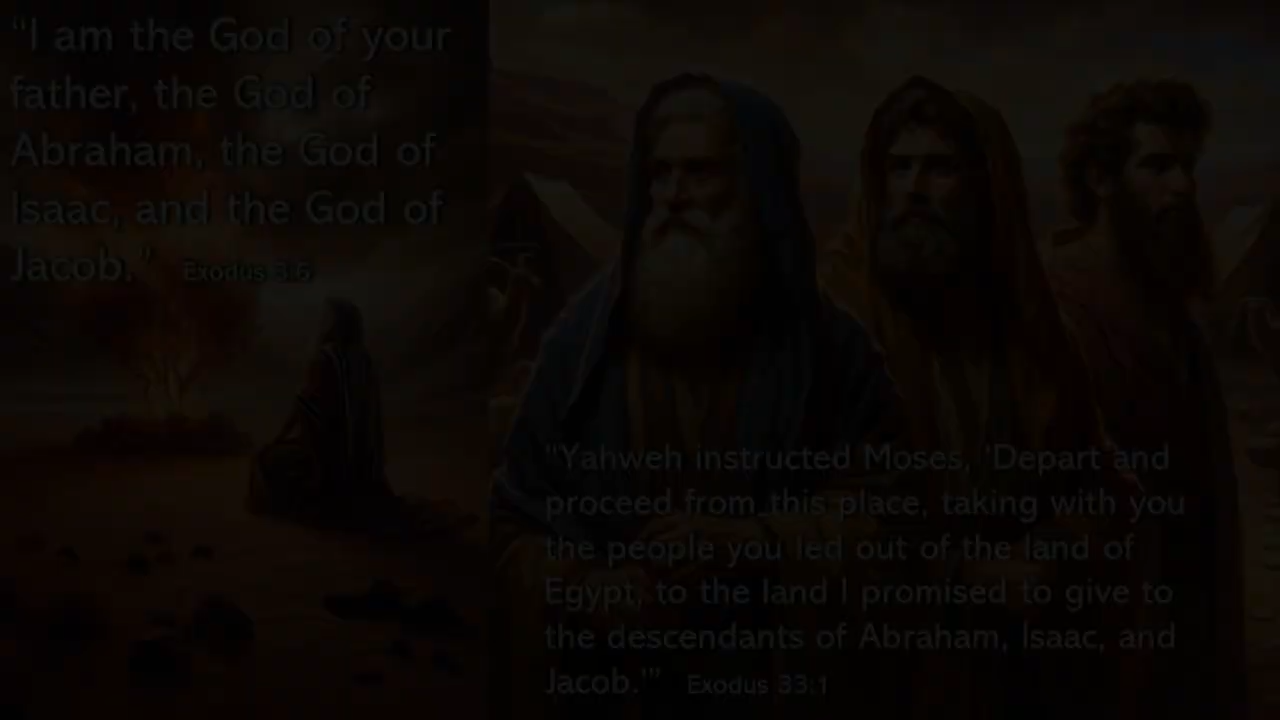 “I am the God of your
father, the God of
Abraham, the God of
Isaac, and the God of
Jacob.” Exodus 3:6
“Yahweh instructed Moses, ‘Depart and
proceed from this place, taking with you
the people you led out of the land of
Egypt, to the land I promised to give to
the descendants of Abraham, Isaac, and
Jacob.’” Exodus 33:1